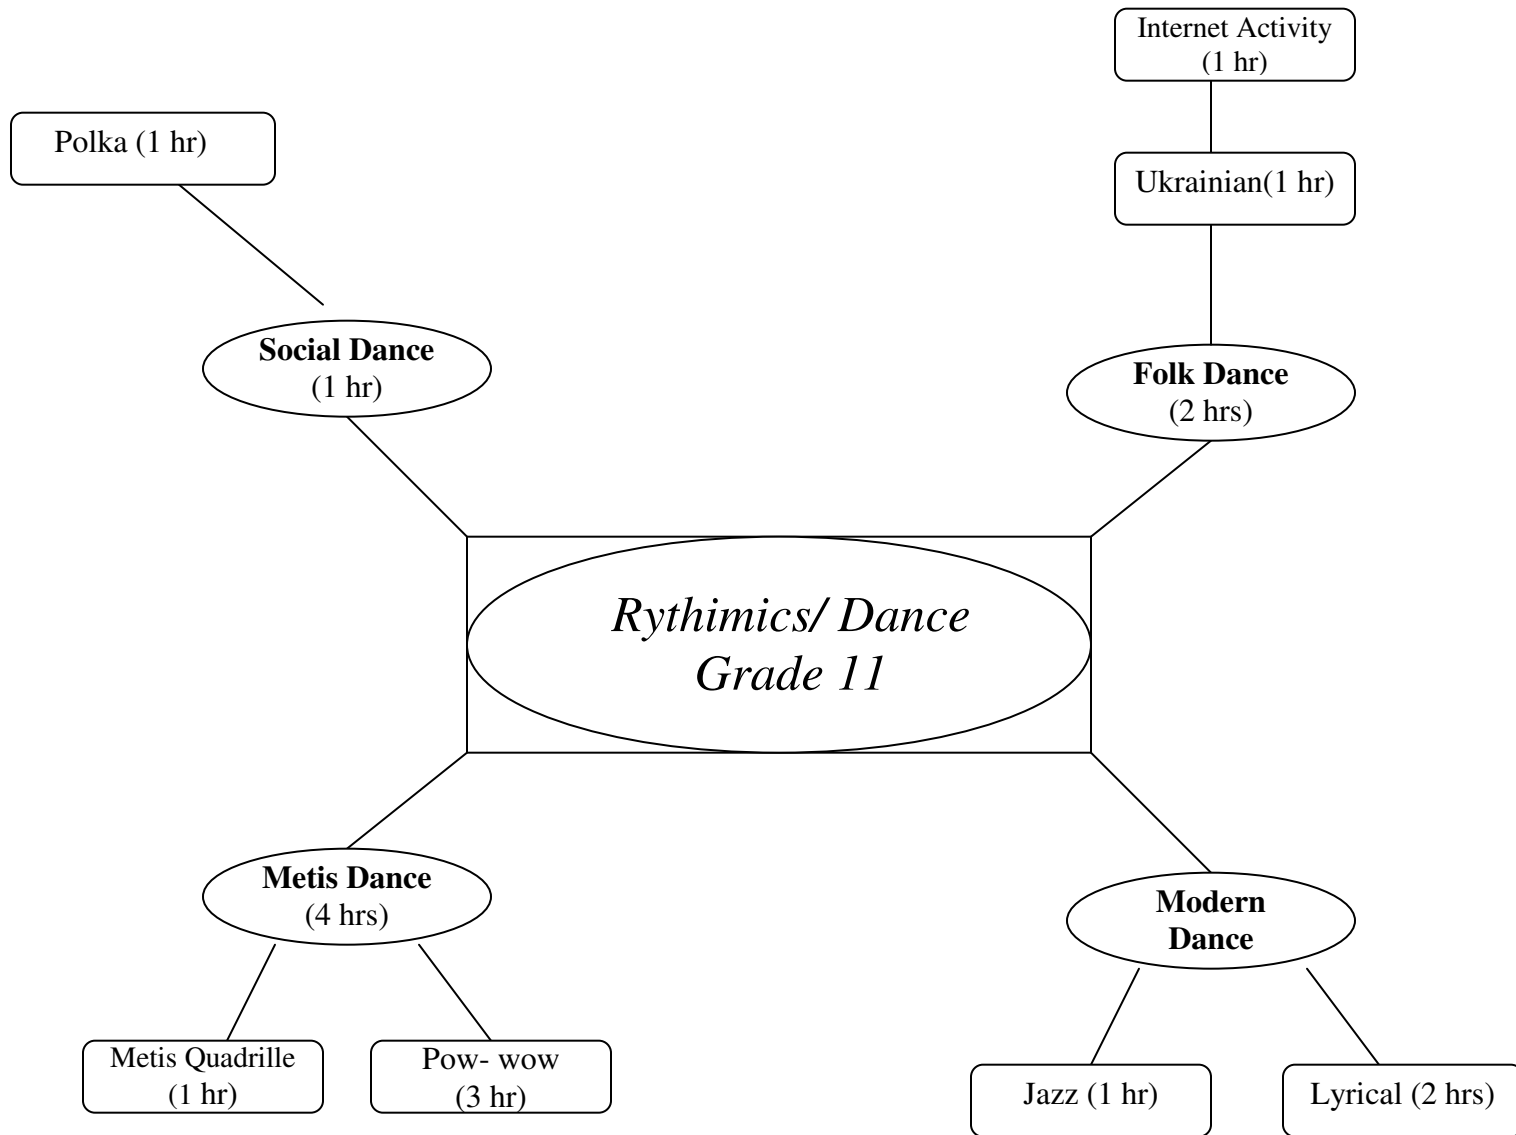 Internet Activity
(1 hr)
Polka (1 hr)
Ukrainian(1 hr)
Social Dance
(1 hr)
Folk Dance
(2 hrs)
Rythimics/ Dance
Grade 11
Metis Dance
(4 hrs)
Modern
Dance
Metis Quadrille
(1 hr)
Pow- wow
(3 hr)
Jazz (1 hr)
Lyrical (2 hrs)